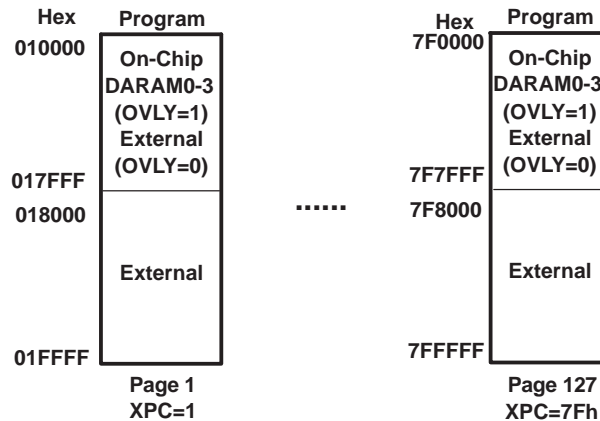 Hex Program
010000
On-Chip
DARAM0-3
(OVLY=1)
External
(OVLY=0)
017FFF
018000
External
01FFFF
Page 1
XPC=1
......
Hex Program
7F0000
On-Chip
DARAM0-3
(OVLY=1)
External
(OVLY=0)
7F7FFF
7F8000
External
7FFFFF
Page 127
XPC=7Fh